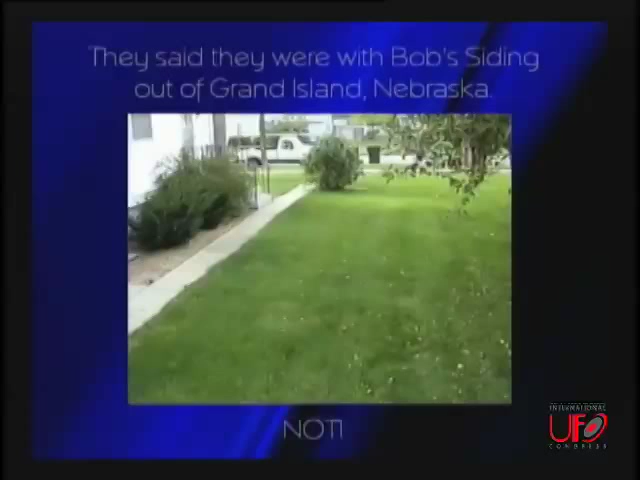 They said they were with Bob's Siding
out of Grand Island, Nebraska.
NOT!
INTERNATIONAL
UFO
CONGRESS